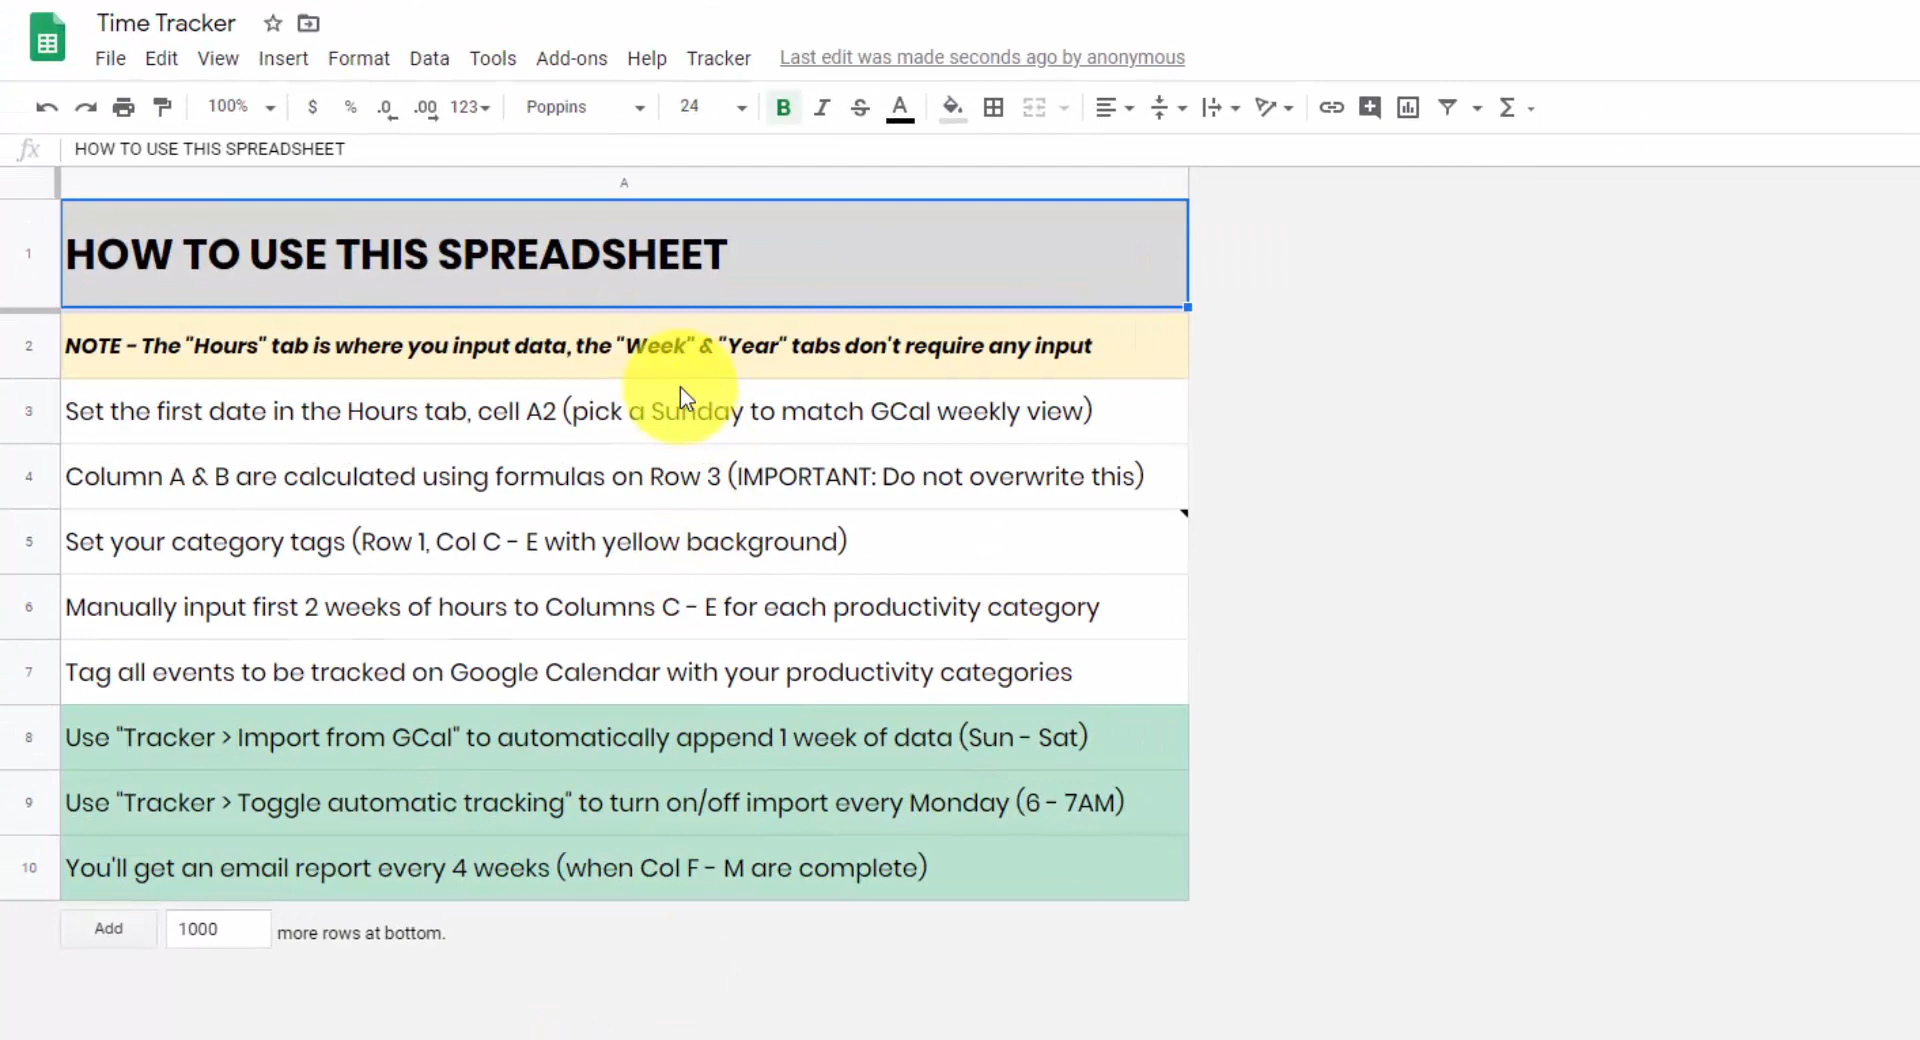 Time Tracker
File Edit View Insert Format Data Tools Add-ons Help Tracker Last edit was made seconds ago by anonymous
100% $ % .0 .00 123 Poppins 24 B I S A Σ
fx HOW TO USE THIS SPREADSHEET
A
1 HOW TO USE THIS SPREADSHEET
2 NOTE - The "Hours" tab is where you input data, the "Week" & "Year" tabs don't require any input
3 Set the first date in the Hours tab, cell A2 (pick a Sunday to match GCal weekly view)
4 Column A & B are calculated using formulas on Row 3 (IMPORTANT: Do not overwrite this)
5 Set your category tags (Row 1, Col C - E with yellow background)
6 Manually input first 2 weeks of hours to Columns C - E for each productivity category
7 Tag all events to be tracked on Google Calendar with your productivity categories
8 Use "Tracker > Import from GCal" to automatically append 1 week of data (Sun - Sat)
9 Use "Tracker > Toggle automatic tracking" to turn on/off import every Monday (6 - 7AM)
10 You'll get an email report every 4 weeks (when Col F - M are complete)
Add 1000 more rows at bottom.